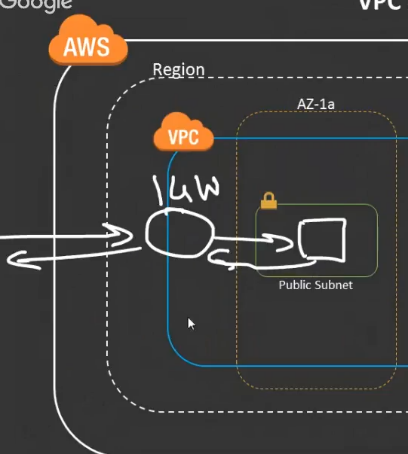 Google
VPC
AWS
Region
AZ-1a
VPC
IGW
Public Subnet